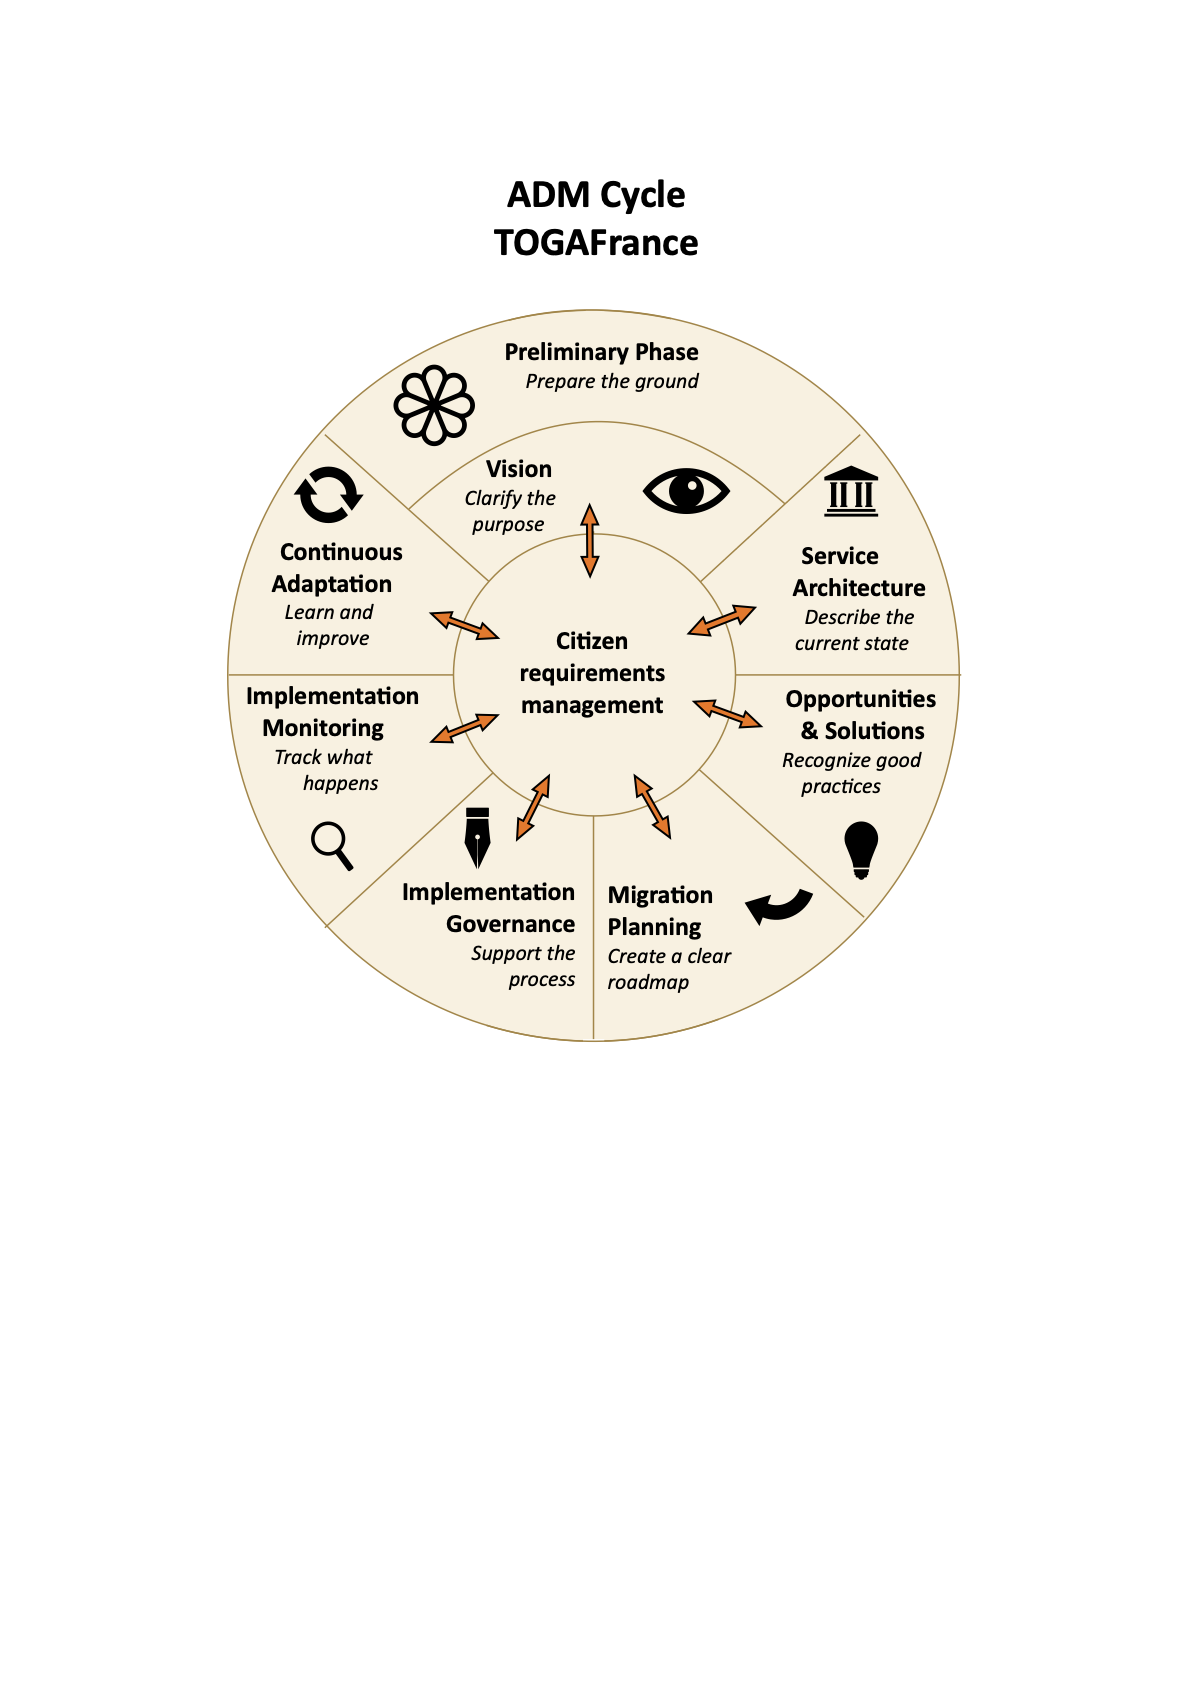 ADM Cycle
TOGAFrance
Preliminary Phase
Prepare the ground
Vision
Clarify the
purpose
Service
Architecture
Describe the
current state
Opportunities
& Solutions
Recognize good
practices
Migration
Planning
Create a clear
roadmap
Implementation
Governance
Support the
process
Implementation
Monitoring
Track what
happens
Continuous
Adaptation
Learn and
improve
Citizen
requirements
management